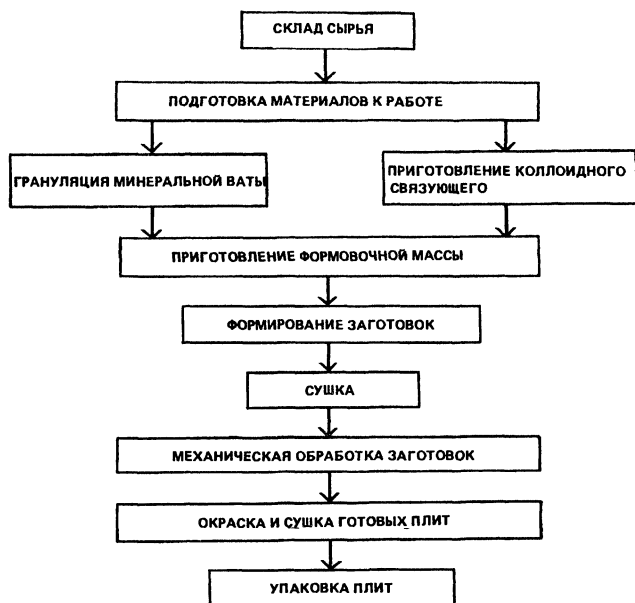 СКЛАД СЫРЬЯ
ПОДГОТОВКА МАТЕРИАЛОВ К РАБОТЕ
ГРАНУЛЯЦИЯ МИНЕРАЛЬНОЙ ВАТЫ
ПРИГОТОВЛЕНИЕ КОЛЛОИДНОГО
СВЯЗУЮЩЕГО
ПРИГОТОВЛЕНИЕ ФОРМОВОЧНОЙ МАССЫ
ФОРМИРОВАНИЕ ЗАГОТОВОК
СУШКА
МЕХАНИЧЕСКАЯ ОБРАБОТКА ЗАГОТОВОК
ОКРАСКА И СУШКА ГОТОВЫХ ПЛИТ
УПАКОВКА ПЛИТ